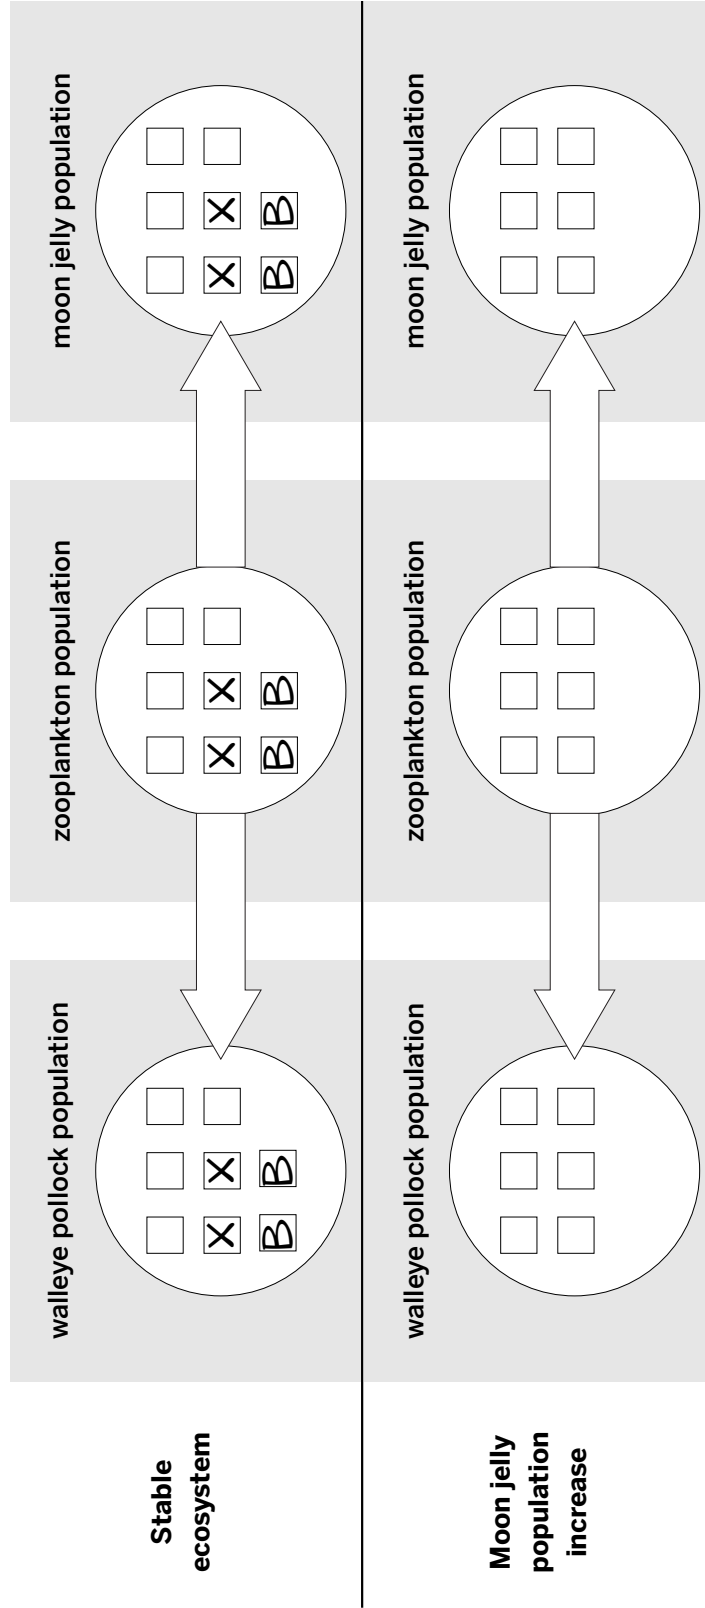 walleye pollock population
zooplankton population
moon jelly population
Stable
ecosystem
X X
B B
X X
B B
X X
B B
walleye pollock population
zooplankton population
moon jelly population
Moon jelly
population
increase